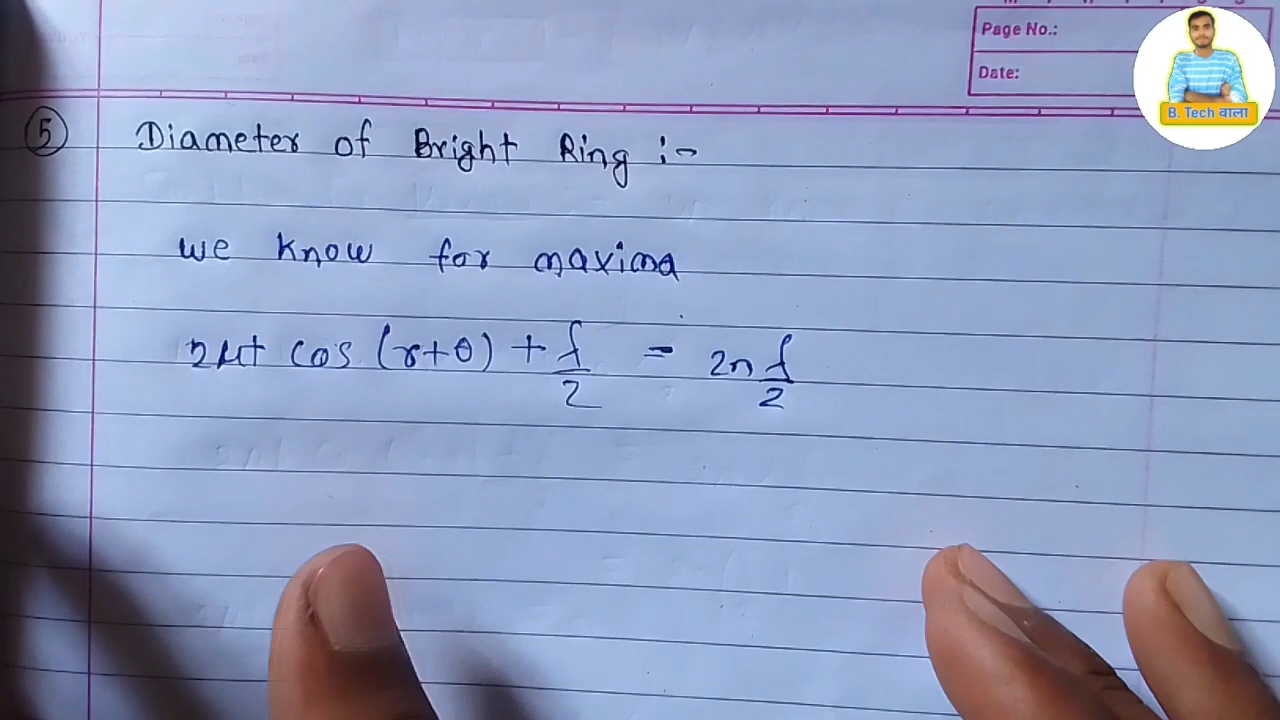 Page No.:
Date:
B. Tech वाला
5 Diameter of Bright Ring :-
we know for maxima
2μt cos (r+θ) + λ/2 = 2n λ/2